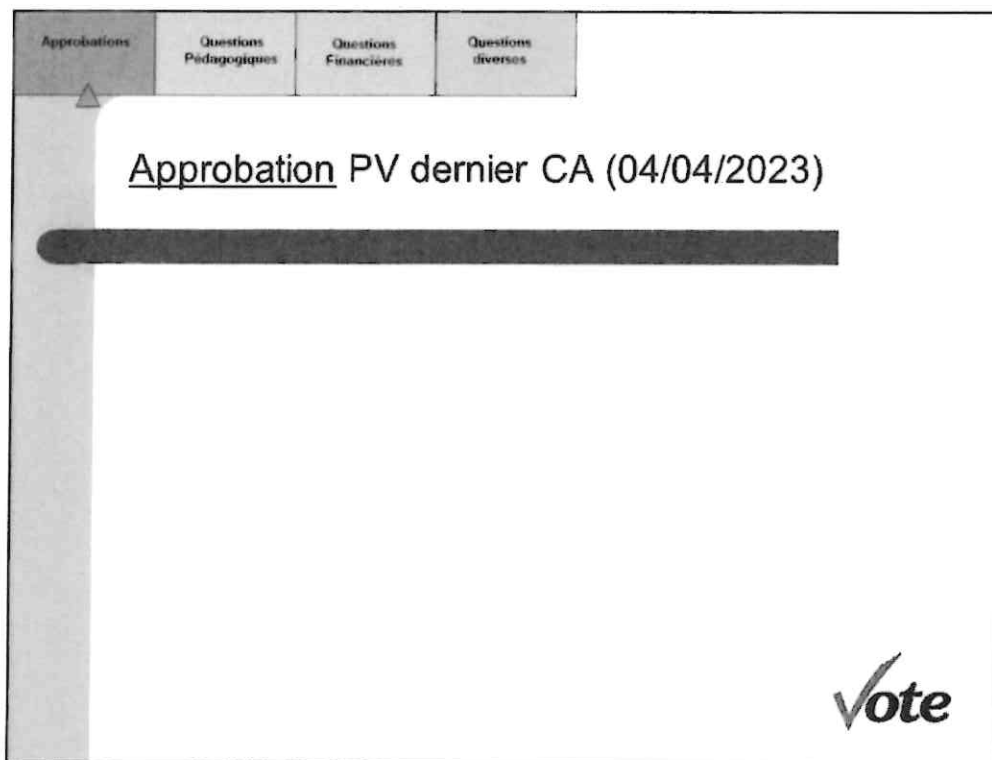 Approbations
Questions
Pédagogiques
Questions
Financières
Questions
diverses
Approbation PV dernier CA (04/04/2023)
Vote